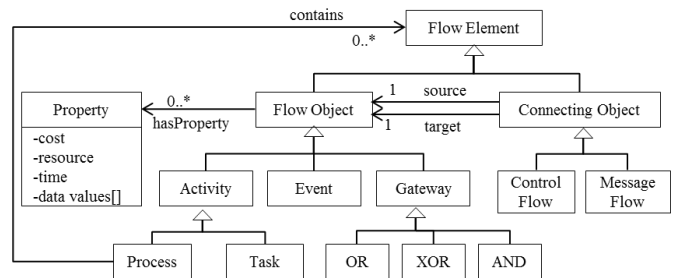 contains
0..*
Flow Element
Property
-cost
-resource
-time
-data values[]
0..*
hasProperty
Flow Object
1
source
1
target
Connecting Object
Activity
Event
Gateway
Control
Flow
Message
Flow
Process
Task
OR
XOR
AND